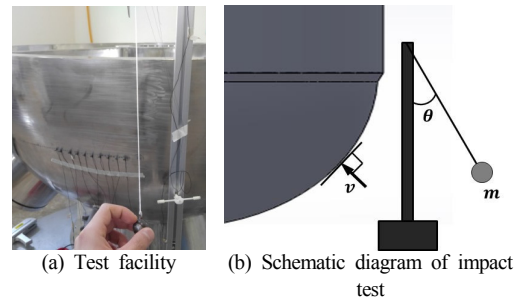 θ
v
m
(a) Test facility
(b) Schematic diagram of impact
test